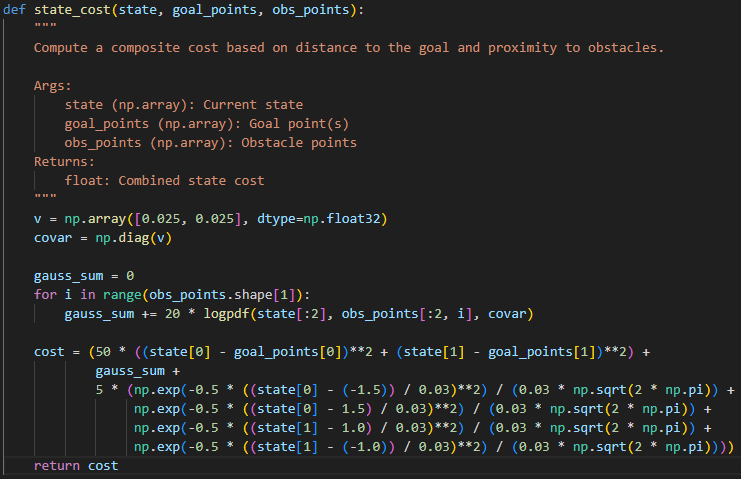 def state_cost(state, goal_points, obs_points):
    """
    Compute a composite cost based on distance to the goal and proximity to obstacles.

    Args:
        state (np.array): Current state
        goal_points (np.array): Goal point(s)
        obs_points (np.array): Obstacle points
    Returns:
        float: Combined state cost
    """
    v = np.array([0.025, 0.025], dtype=np.float32)
    covar = np.diag(v)

    gauss_sum = 0
    for i in range(obs_points.shape[1]):
        gauss_sum += 20 * logpdf(state[:2], obs_points[:2, i], covar)

    cost = (50 * ((state[0] - goal_points[0])**2 + (state[1] - goal_points[1])**2) +
            gauss_sum +
            5 * (np.exp(-0.5 * ((state[0] - (-1.5)) / 0.03)**2) / (0.03 * np.sqrt(2 * np.pi)) +
                 np.exp(-0.5 * ((state[0] - 1.5) / 0.03)**2) / (0.03 * np.sqrt(2 * np.pi)) +
                 np.exp(-0.5 * ((state[1] - 1.0) / 0.03)**2) / (0.03 * np.sqrt(2 * np.pi)) +
                 np.exp(-0.5 * ((state[1] - (-1.0)) / 0.03)**2) / (0.03 * np.sqrt(2 * np.pi))))
    return cost